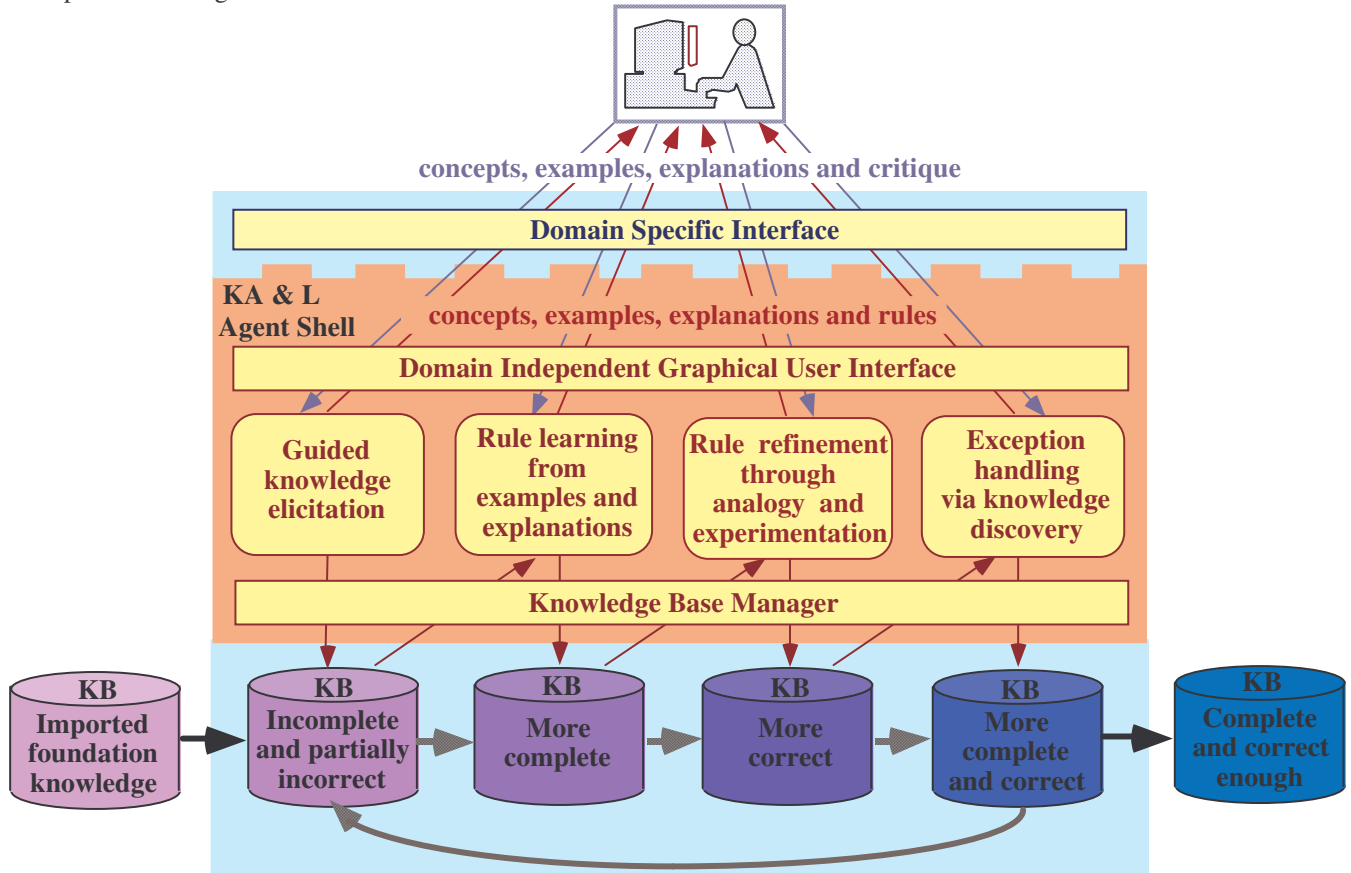 concepts, examples, explanations and critique
Domain Specific Interface
KA & L
Agent Shell
concepts, examples, explanations and rules
Domain Independent Graphical User Interface
Guided
knowledge
elicitation
Rule learning
from
examples and
explanations
Rule refinement
through
analogy and
experimentation
Exception
handling
via knowledge
discovery
Knowledge Base Manager
KB
Imported
foundation
knowledge
KB
Incomplete
and partially
incorrect
KB
More
complete
KB
More
correct
KB
More
complete
and correct
KB
Complete
and correct
enough